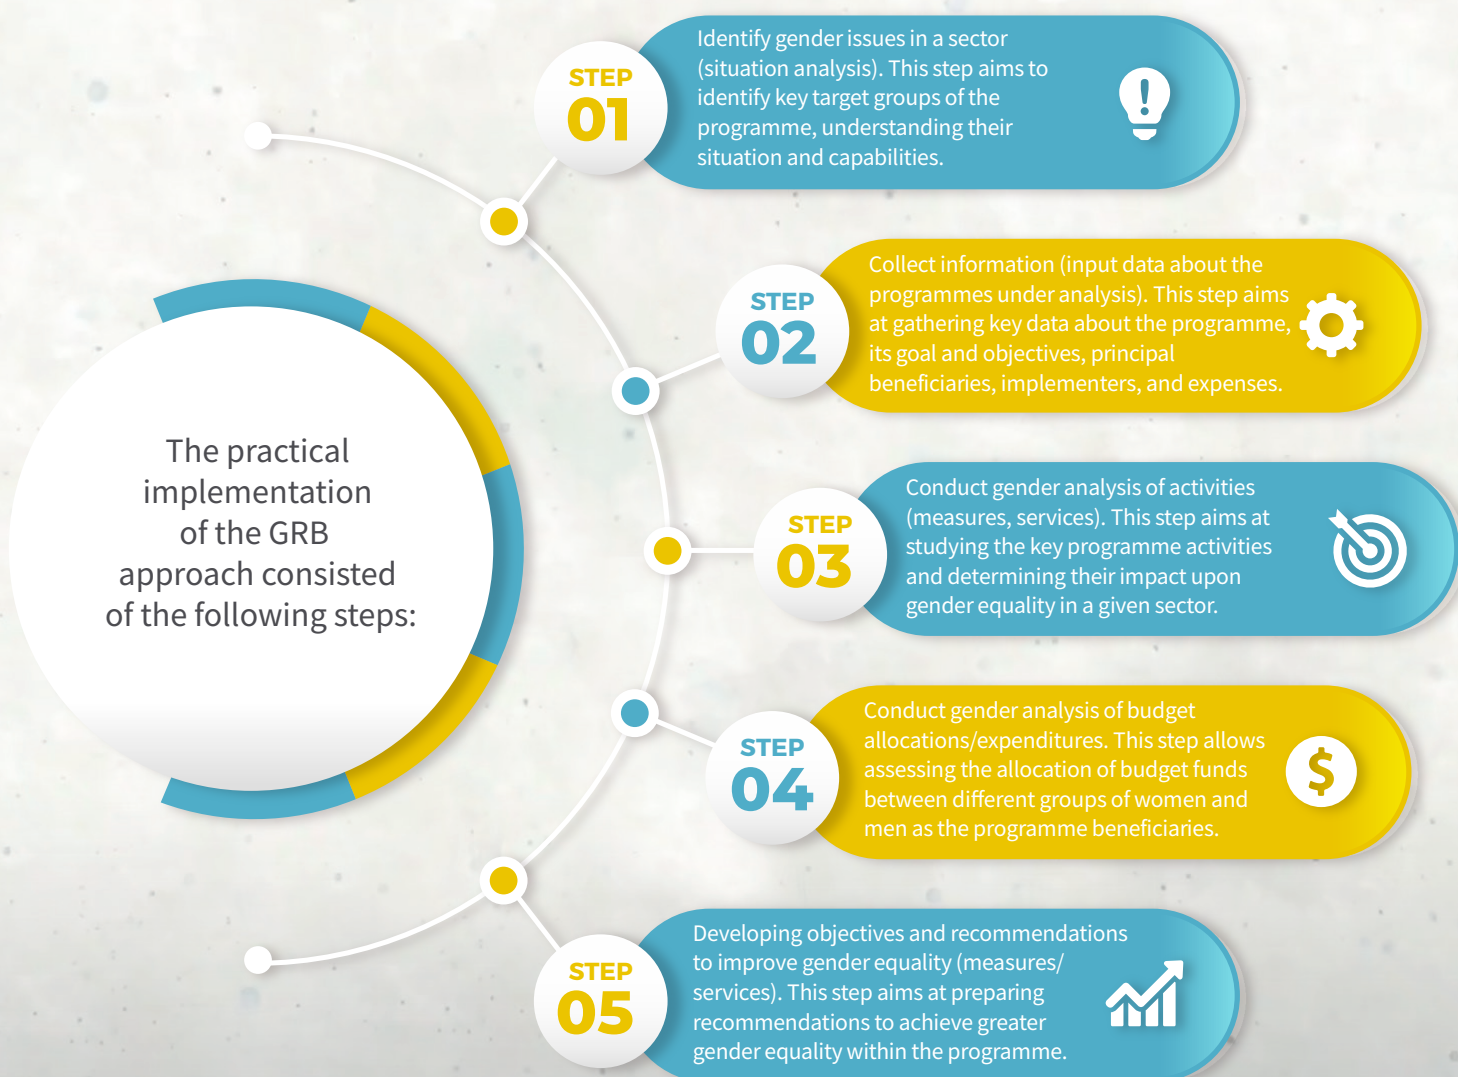 The practical
implementation
of the GRB
approach consisted
of the following steps:
STEP
01
Identify gender issues in a sector
(situation analysis). This step aims to
identify key target groups of the
programme, understanding their
situation and capabilities.
STEP
02
Collect information (input data about the
programmes under analysis). This step aims
at gathering key data about the programme,
its goal and objectives, principal
beneficiaries, implementers, and expenses.
STEP
03
Conduct gender analysis of activities
(measures, services). This step aims at
studying the key programme activities
and determining their impact upon
gender equality in a given sector.
STEP
04
Conduct gender analysis of budget
allocations/expenditures. This step allows
assessing the allocation of budget funds
between different groups of women and
men as the programme beneficiaries.
$
STEP
05
Developing objectives and recommendations
to improve gender equality (measures/
services). This step aims at preparing
recommendations to achieve greater
gender equality within the programme.